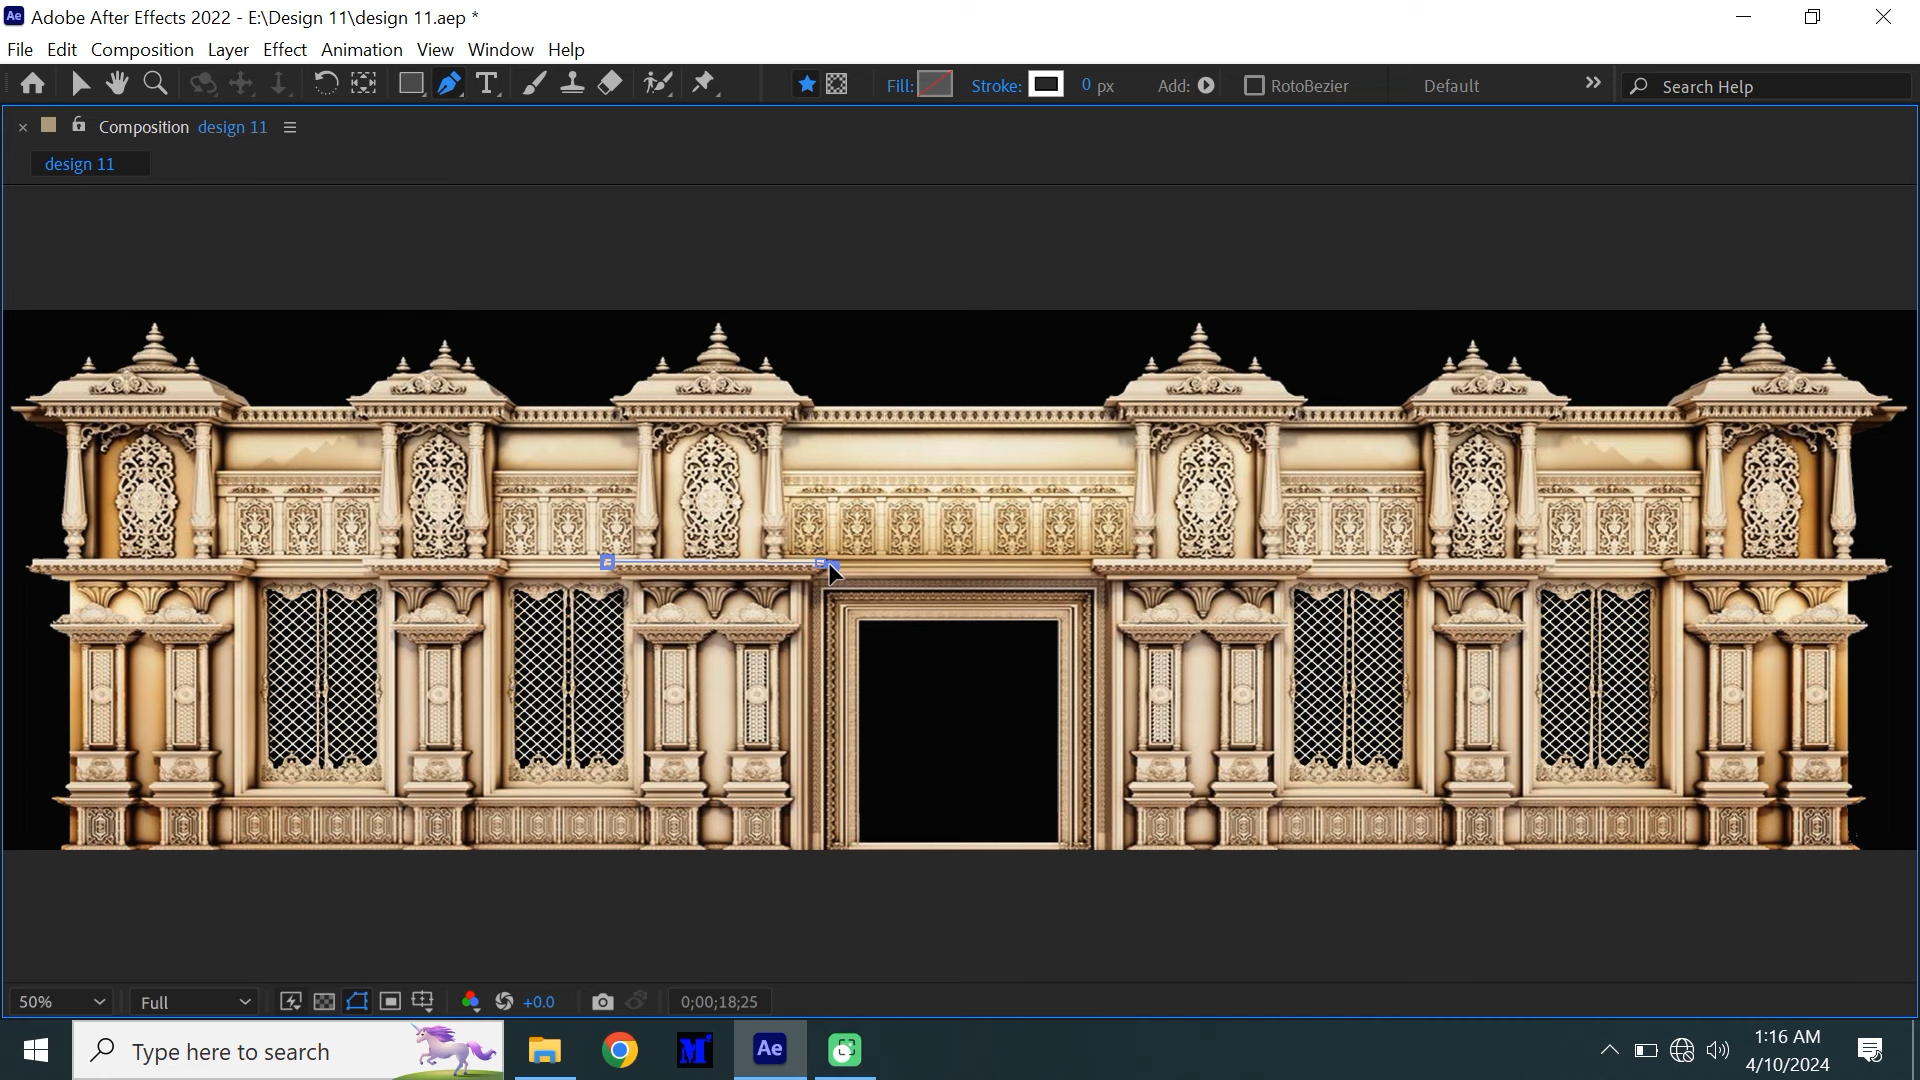 Ae Adobe After Effects 2022 - E:\Design 11\design 11.aep *
File Edit Composition Layer Effect Animation View Window Help
T Fill: Stroke: 0 px Add: RotoBezier Default Search Help
Composition design 11
design 11
50% Full +0.0 0;00;18;25
Type here to search
M
Ae
1:16 AM
4/10/2024